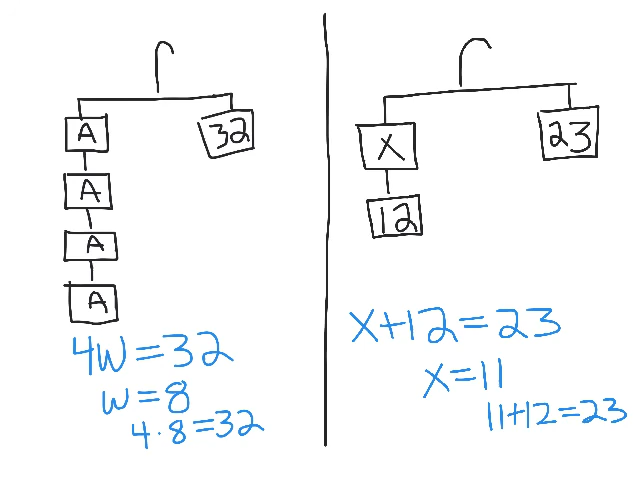 A 32
A
A
A
4W = 32
W = 8
4 · 8 = 32
X 23
12
X+12=23
X=11
11+12=23